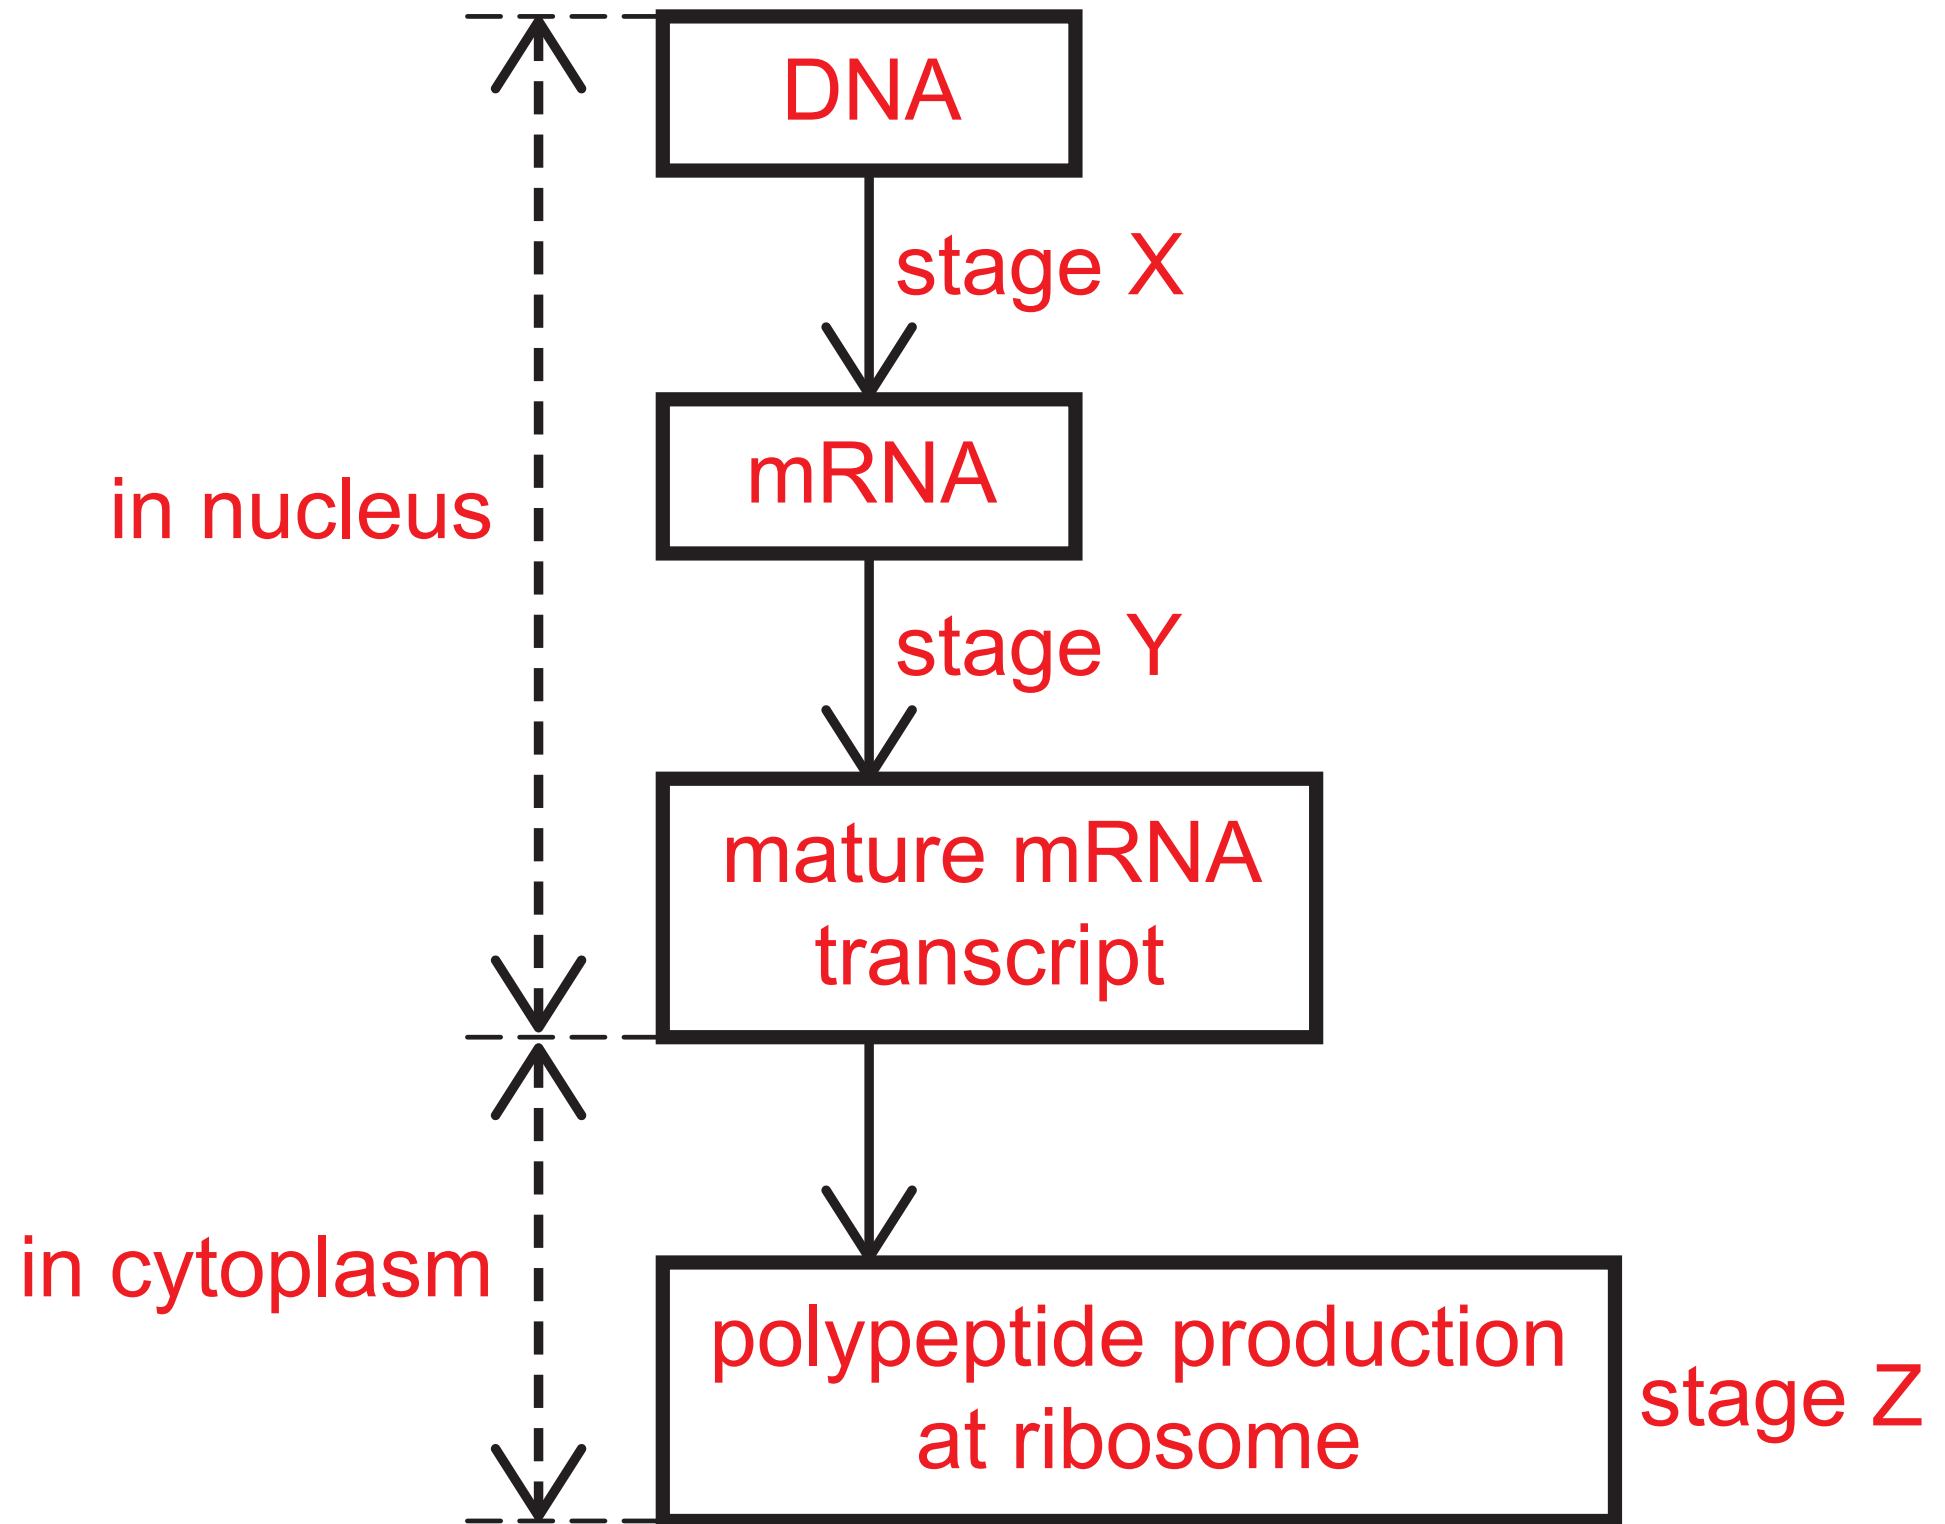 DNA
stage X
mRNA
in nucleus
stage Y
mature mRNA
transcript
in cytoplasm
polypeptide production
at ribosome
stage Z